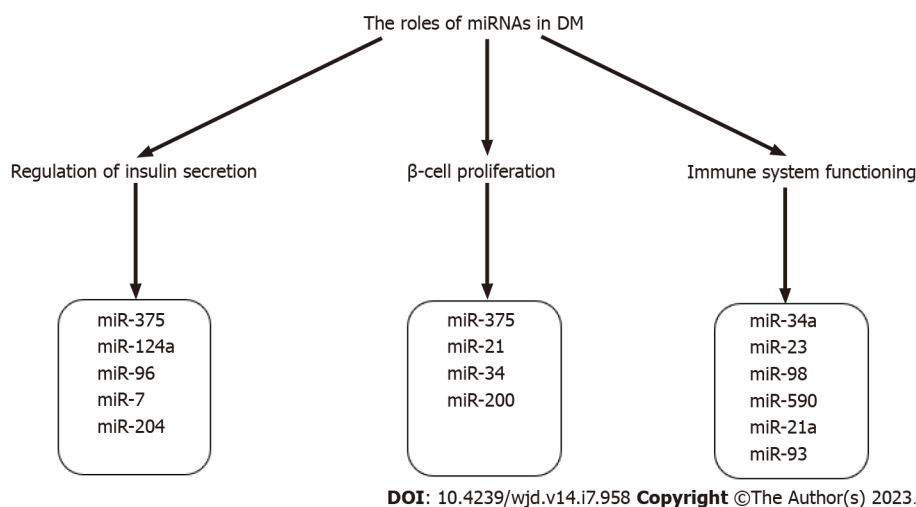 The roles of miRNAs in DM
Regulation of insulin secretion
β-cell proliferation
Immune system functioning
miR-375
miR-124a
miR-96
miR-7
miR-204
miR-375
miR-21
miR-34
miR-200
miR-34a
miR-23
miR-98
miR-590
miR-21a
miR-93
DOI: 10.4239/wjd.v14.i7.958 Copyright ©The Author(s) 2023.